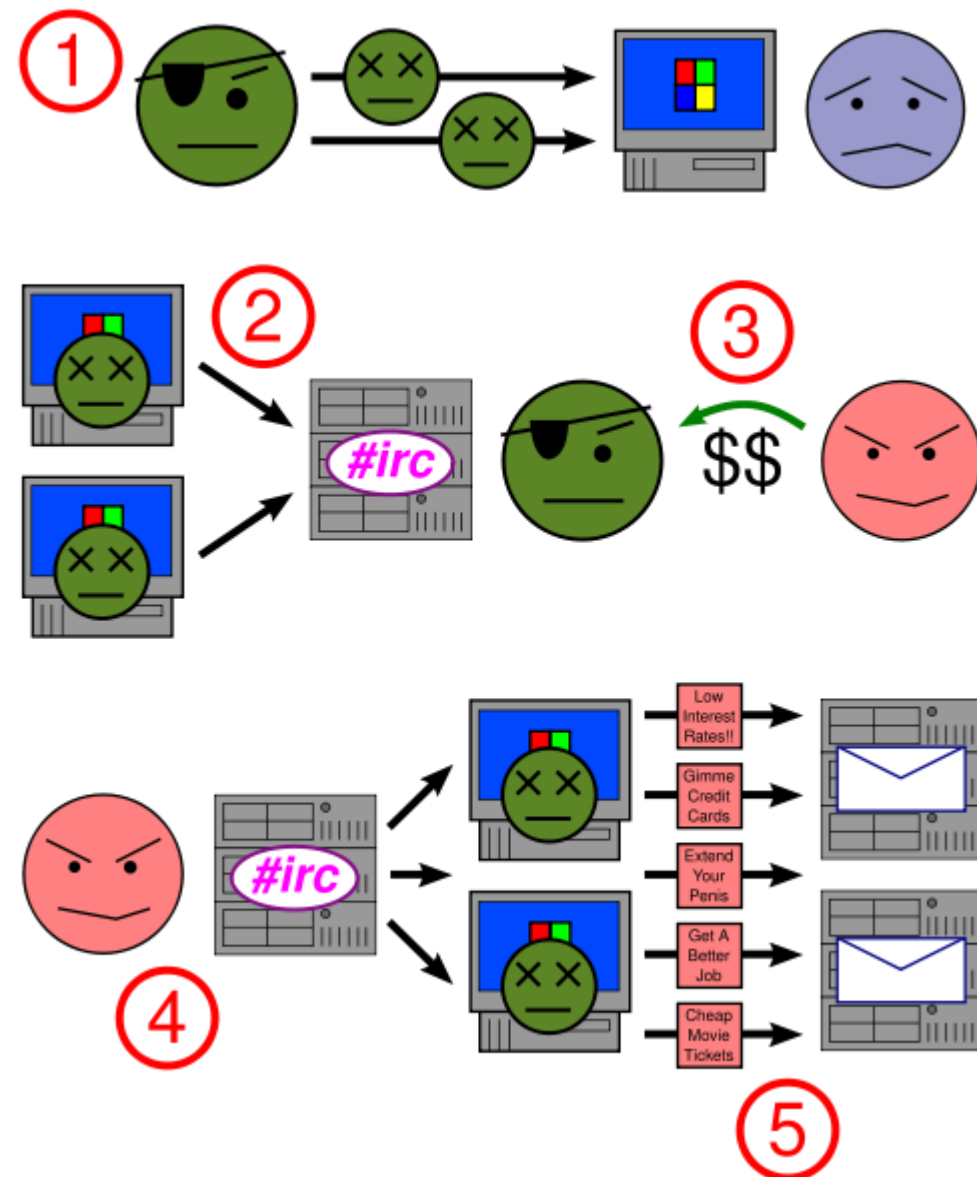 1
2
3
#irc
$$
Low
Interest
Rates!!
Gimme
Credit
Cards
#irc
Extend
Your
Penis
Get A
Better
Job
4
Cheap
Movie
Tickets
5